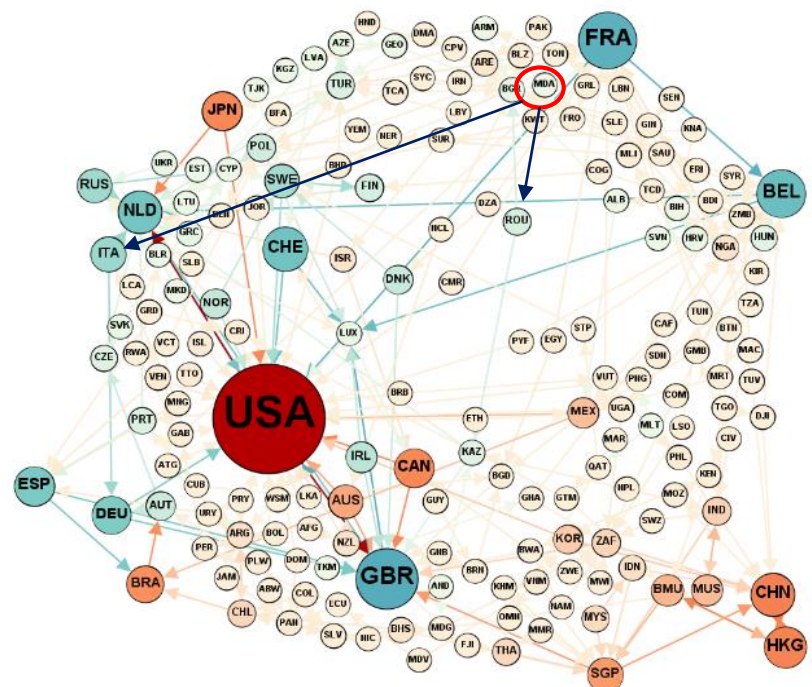 HND
PAK
ARM
DMA
AZE
GEO
CPV
FRA
LVA
ARE
BLZ
TON
KGZ
SYC
IRN
TJK
TUR
TCA
BGR
MDA
GRL
LBN
SEN
JPN
BFA
LBY
KWT
FRO
SLE
GIN
KNA
YEM
NER
SUR
POL
MLI
SAU
UKR
EST
CYP
BHR
COG
ERI
SYR
RUS
SWE
FIN
TCD
BDI
BEL
NLD
LTU
JOR
DZA
ALB
BIH
ZMB
BLR
GRC
ROU
NCL
ITA
CHE
SVN
HRV
NGA
HUN
SLB
ISR
LCA
MKD
DNK
CMR
KIR
GRD
NOR
TZA
SVK
CRI
LUX
TUN
VCT
ISL
CAF
BTN
STP
PYF
EGY
CZE
RWA
SDN
GMB
MAC
VEN
TTO
VUT
PNG
MRT
TUV
MNG
BRB
COM
USA
MEX
UGA
TGO
DJI
PRT
ETH
MLT
LSO
GAB
MAR
CIV
KAZ
IRL
PHL
ATG
CAN
BGD
QAT
KEN
ESP
CUB
PRY
WSM
LKA
NPL
MOZ
AUT
AUS
GUY
GHA
GTM
DEU
URY
IND
SWZ
ARG
BOL
AFG
PER
NZL
KOR
ZAF
PLW
DOM
GNB
BWA
TKM
BRN
ZWE
IDN
BRA
JAM
GBR
VNM
MWI
ABW
COL
AND
KHM
BMU
MUS
CHN
ECU
NAM
CHL
OMN
MYS
PAN
MDG
SLV
NIC
BHS
MMR
FJI
HKG
THA
MDV
SGP